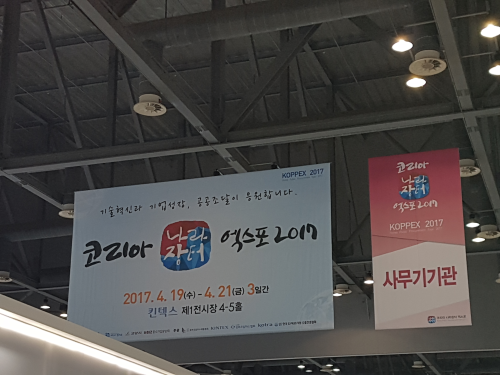 KOPPEX 2017
기술혁신과 기업성장, 공공조달이 응원합니다.
코리아 나라장터 엑스포 2017
2017. 4. 19(수) - 4. 21(금) 3일간
킨텍스 제1전시장 4-5홀
코리아
나라장터
엑스포 2017
KOPPEX 2017
사무기기관